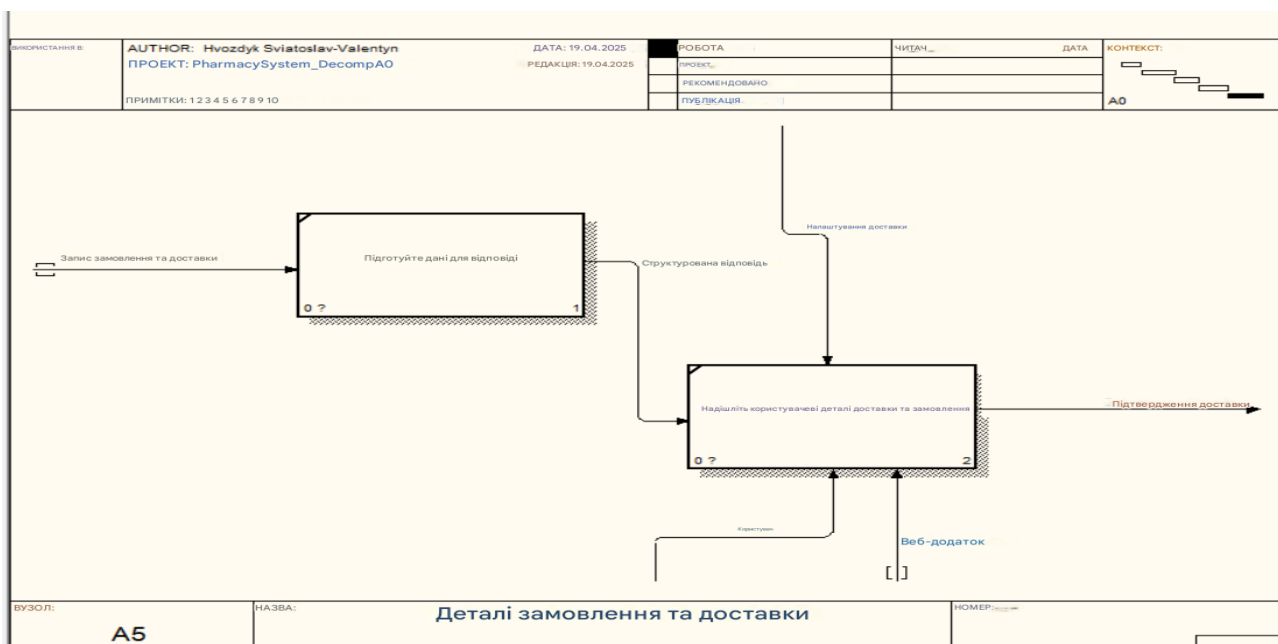 ВИКОРИСТАННЯ В:
AUTHOR: Hvozdyk Sviatoslav-Valentyn
ДАТА: 19.04.2025
ПРОЕКТ: PharmacySystem_DecompA0
РЕДАКЦІЯ: 19.04.2025
ПРИМІТКИ: 1 2 3 4 5 6 7 8 9 10
РОБОТА
ЧИТАЧ
ДАТА
КОНТЕКСТ:
ПРОЕКТ
РЕКОМЕНДОВАНО
ПУБЛІКАЦІЯ
A0
Налаштування доставки
Запис замовлення та доставки
Підготуйте дані для відповіді
0 ?
1
Структурована відповідь
Надішліть користувачеві деталі доставки та замовлення
0 ?
2
Підтвердження доставки
Користувач
Веб-додаток
ВУЗОЛ:
A5
НАЗВА:
Деталі замовлення та доставки
НОМЕР: